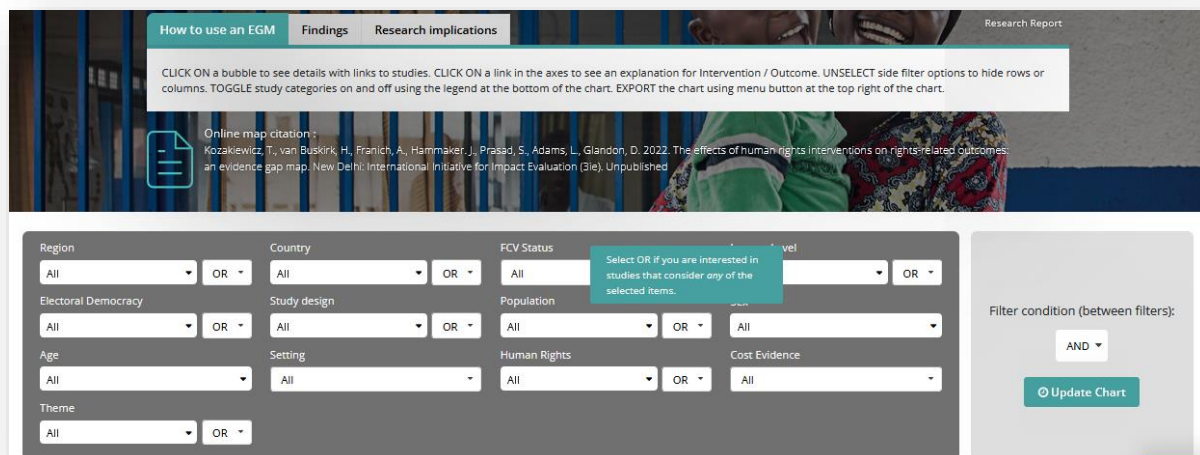 How to use an EGM Findings Research implications Research Report
CLICK ON a bubble to see details with links to studies. CLICK ON a link in the axes to see an explanation for Intervention / Outcome. UNSELECT side filter options to hide rows or
columns. TOGGLE study categories on and off using the legend at the bottom of the chart. EXPORT the chart using menu button at the top right of the chart.
Online map citation :
Kozakiewicz, T., van Buskirk, H., Franich, A., Hammaker. J., Prasad, S., Adams, L., Glandon, D. 2022. The effects of human rights interventions on rights-related outcomes:
an evidence gap map. New Delhi: International Initiative for Impact Evaluation (3ie). Unpublished
Region Country FCV Status
All OR All OR All OR
Select OR if you are interested in
studies that consider any of the
selected items.
Electoral Democracy Study design Population
All OR All OR All OR All
Age Setting Human Rights Cost Evidence
All All All OR All
Theme
All OR
Filter condition (between filters):
AND
Update Chart